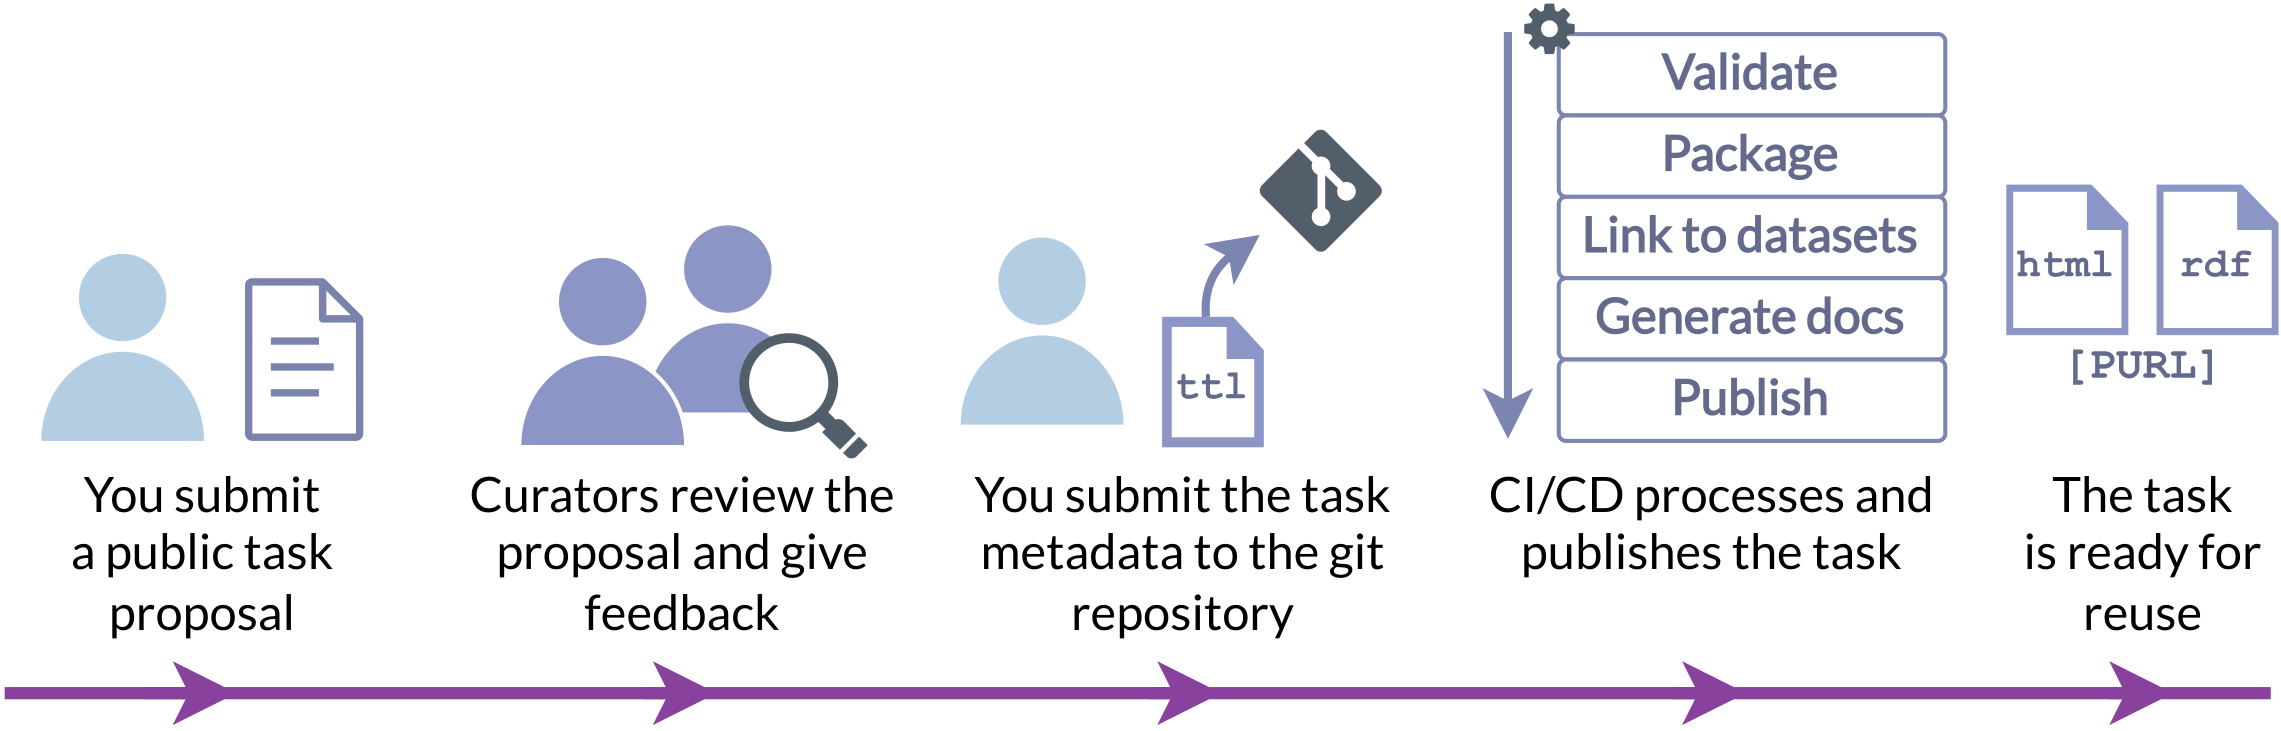 You submit
a public task
proposal
Curators review the
proposal and give
feedback
ttl
You submit the task
metadata to the git
repository
Validate
Package
Link to datasets
Generate docs
Publish
CI/CD processes and
publishes the task
html
rdf
[PURL]
The task
is ready for
reuse